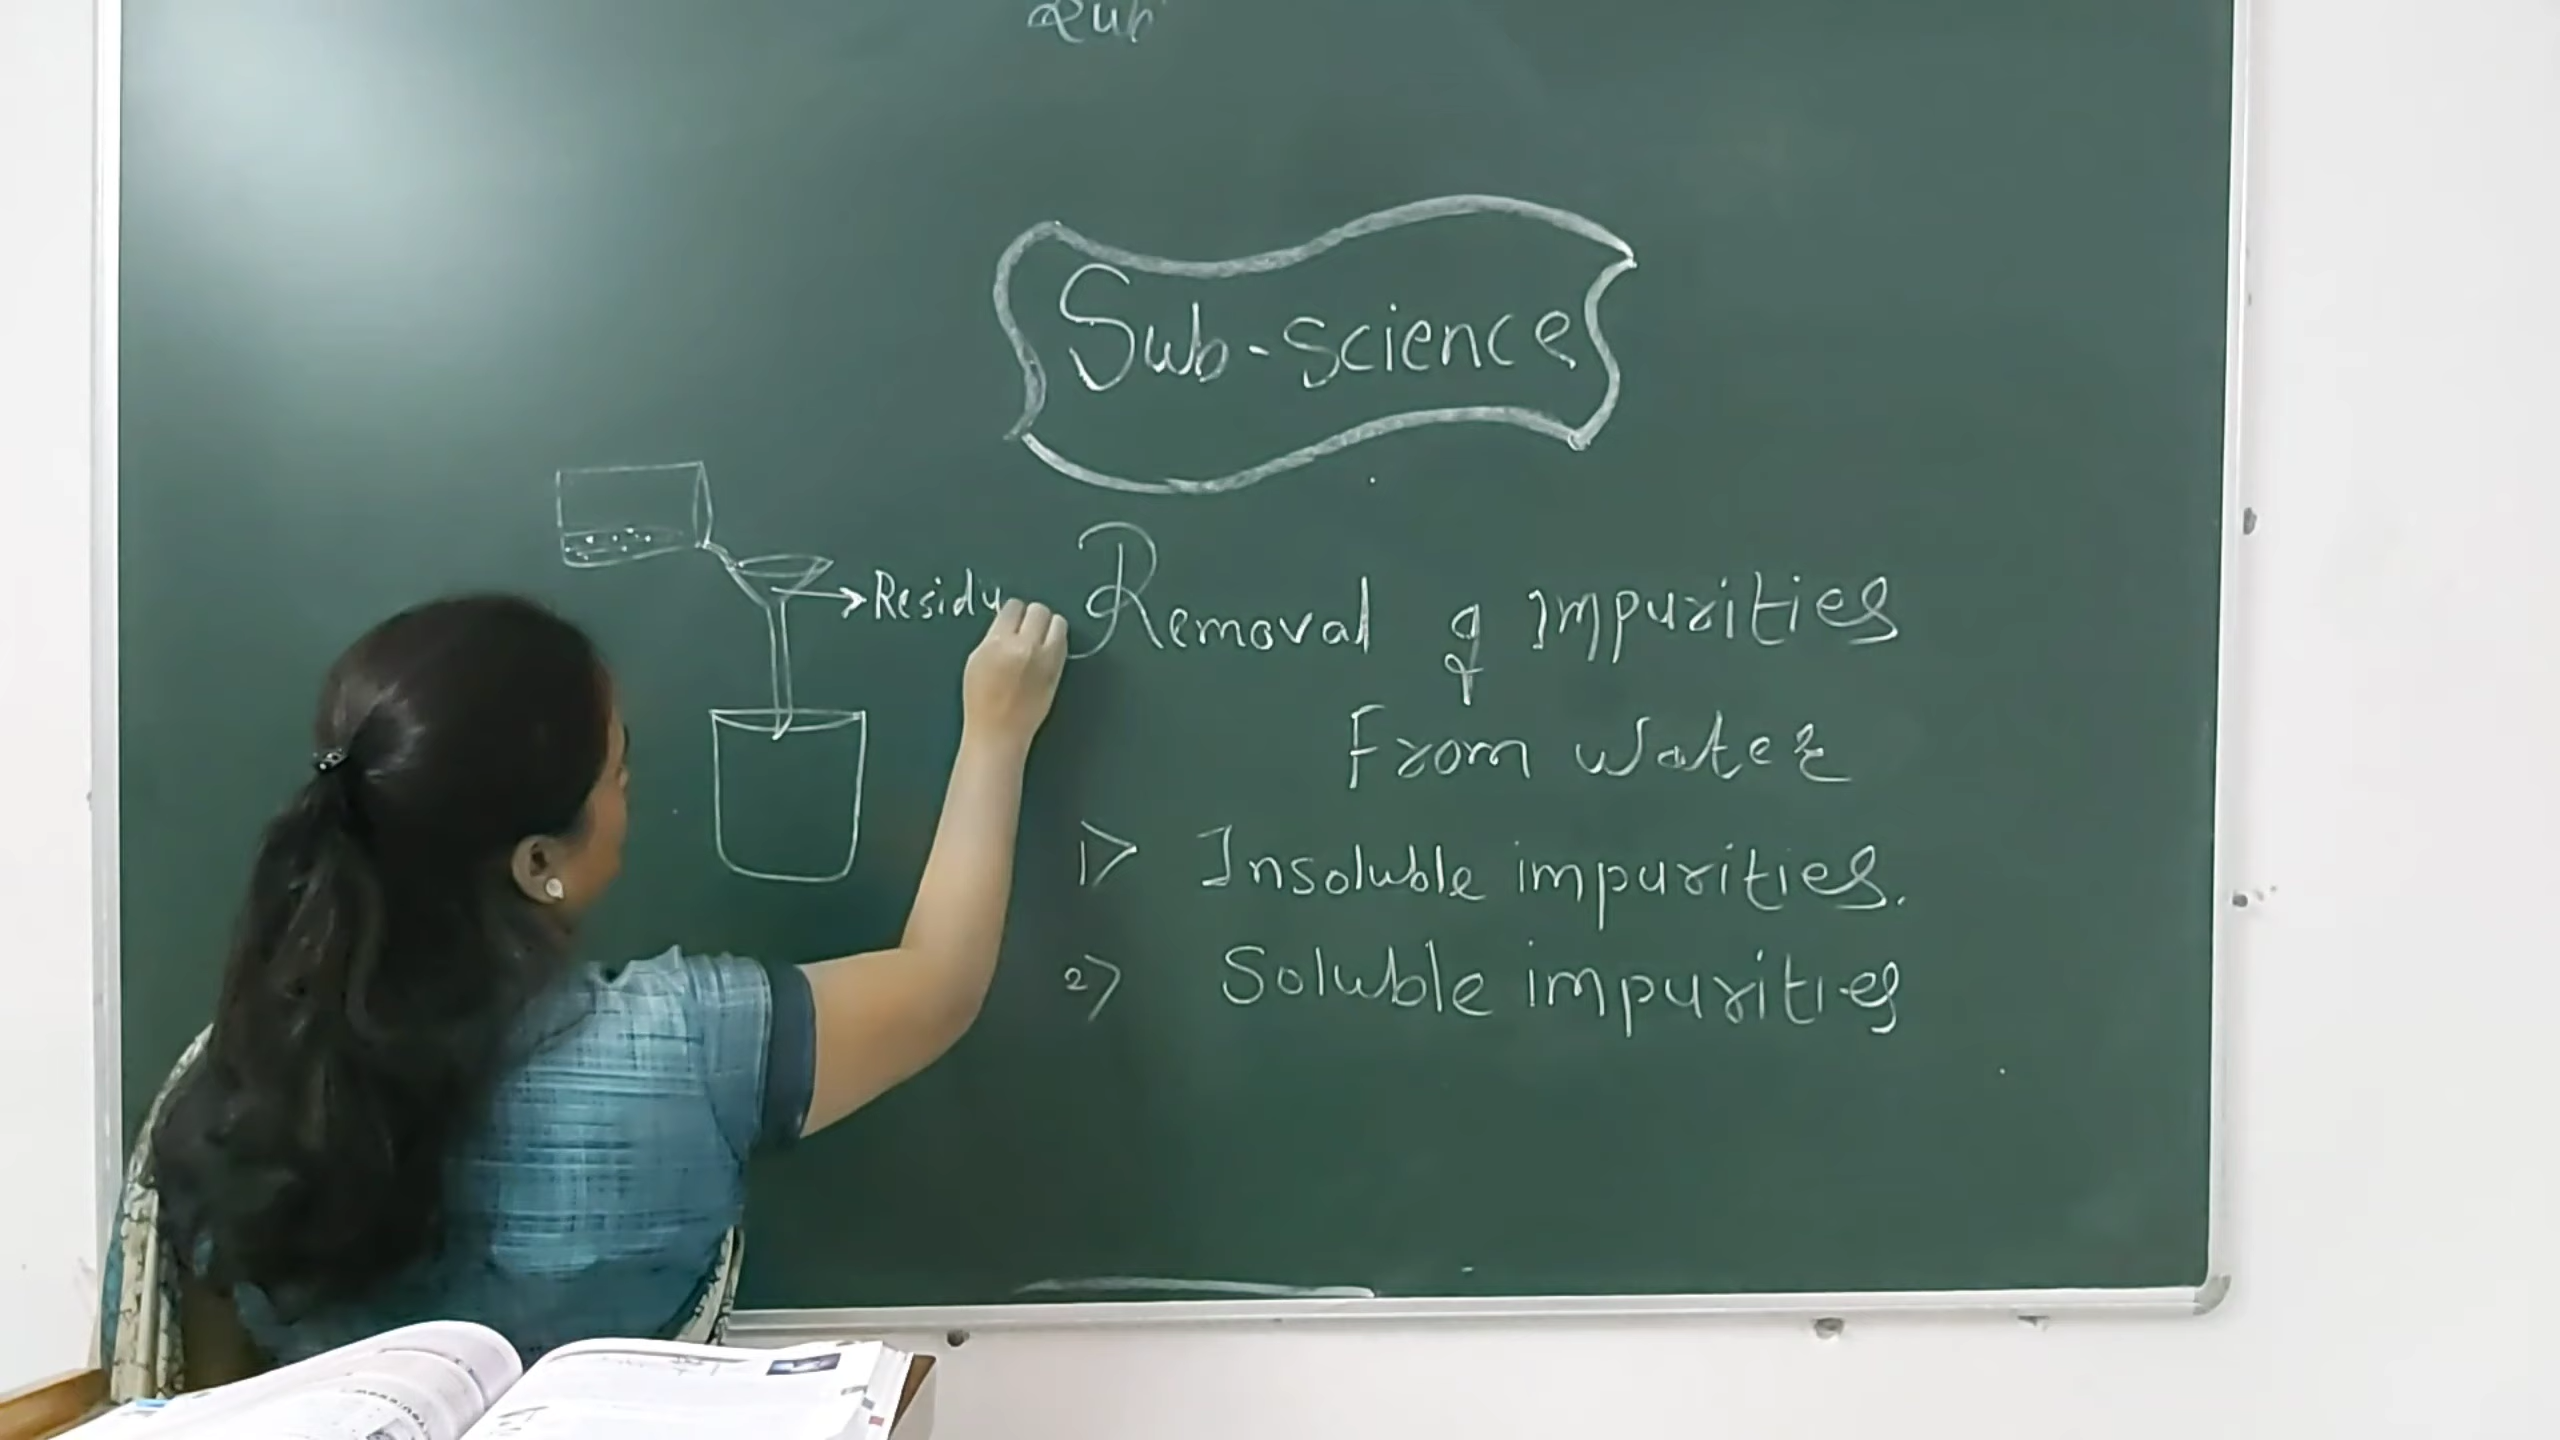 Sub-science
Residu
Removal of Impurities
From Water
1> Insoluble impurities.
2> Soluble impurities